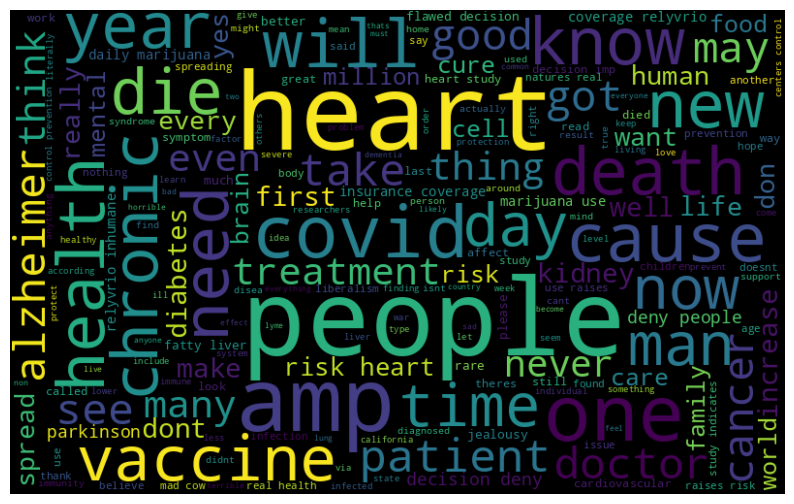 work
year
give
might
yes
better
said
will
good
home
mean
say
thats
must
flawed decision
used
common
know
coverage relyvrio
decision imp
natures real
food
may
another
everyone
centers control
daily marijuana
spreading
million
great
cure
heart study
human
think
control prevention literally
really
mental
die
syndrome
factor
two
others
heart
order
actually
cell
got
right
read
result
died
true
keep
new
prevention
way
hope
every
symptom
severe
problem
dementia
protection
want
living
love
nothing
even
take
thing
death
don
alzheimer
anything
health
chronic
learn
bad
horrible
much
body
last
first
insurance coverage
around
marijuana use
well
life
come
researchers
help
person
likely
mind
brain
covid
day
cause
relyvrio inhumane
need
diabetes
find
idea
affect
study
level
healthy
according
protect
treatment
risk
kidney
children
prevent
doesnt
support
now
disea
liberalism
everything
finding
isnt
country
week
please
use raises
cant
become
deny people
ill
effect
lyme
people
war
type
sad
let
seem
man
age
increase
fatty liver
include
anyone
system
liver
risk heart
rare
never
non
live
lower
immune
make
look
theres
still
found
care
something
called
spread
see
many
amp
time
individual
one
family
cancer
world
study indicates
parkinson
dont
less
infection
lung
diagnosed
california
jealousy
issue
feel
doctor
use
thank
immunity
believe
didnt
vaccine
mad cow
terrible
real health
via
infected
state
patient
decision deny
cardiovascular
raises risk